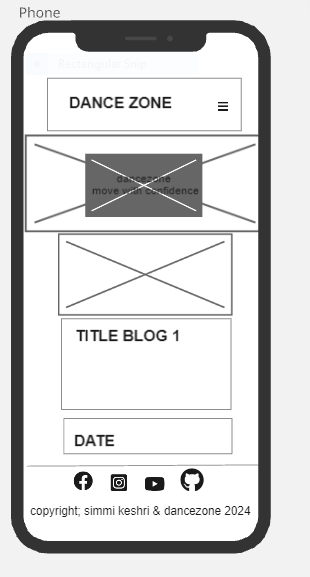 Phone
Rectangular Snip
DANCE ZONE
dancezone
move with confidence
TITLE BLOG 1
DATE
copyright; simmi keshri & dancezone 2024